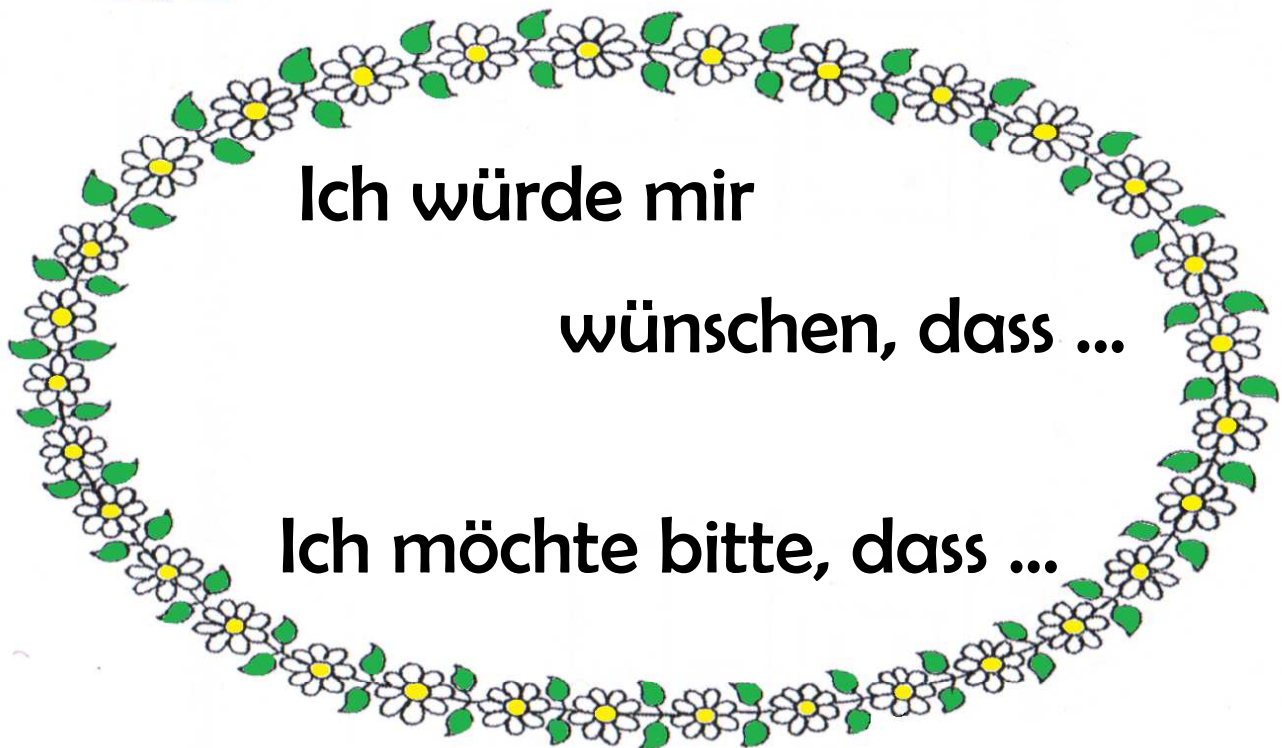 Ich würde mir
wünschen, dass ...
Ich möchte bitte, dass ...